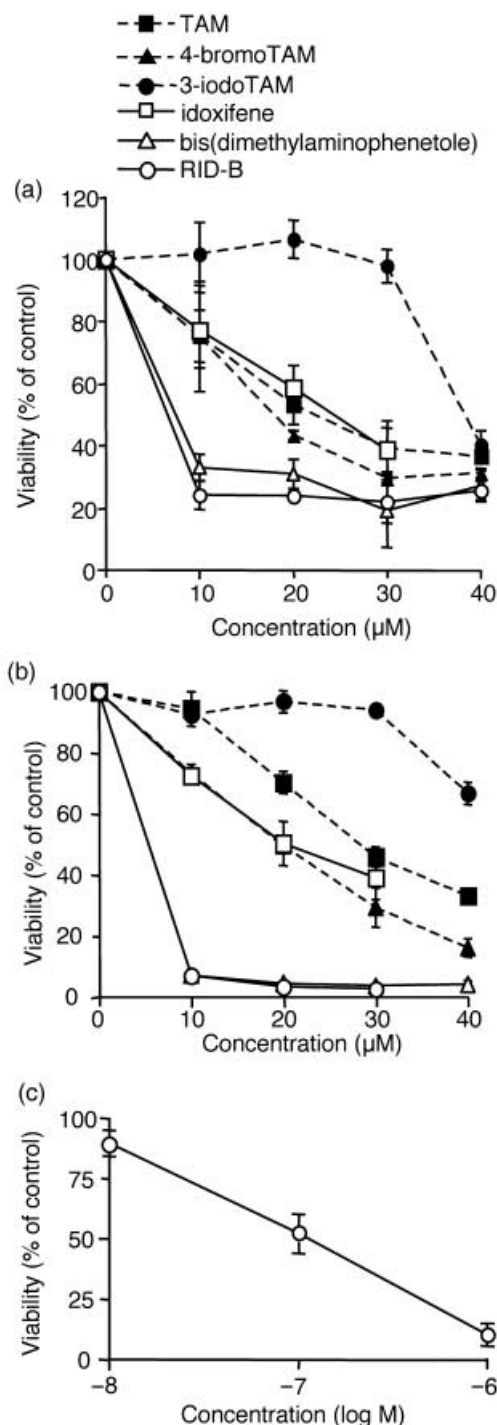 TAM
4-bromoTAM
3-iodoTAM
idoxifene
bis(dimethylaminophenetole)
RID-B
(a)
120
100
80
60
40
20
0
Viability (% of control)
0 10 20 30 40
Concentration (µM)
(b)
100
80
60
40
20
0
Viability (% of control)
0 10 20 30 40
Concentration (µM)
(c)
100
75
50
25
0
Viability (% of control)
−8 −7 −6
Concentration (log M)